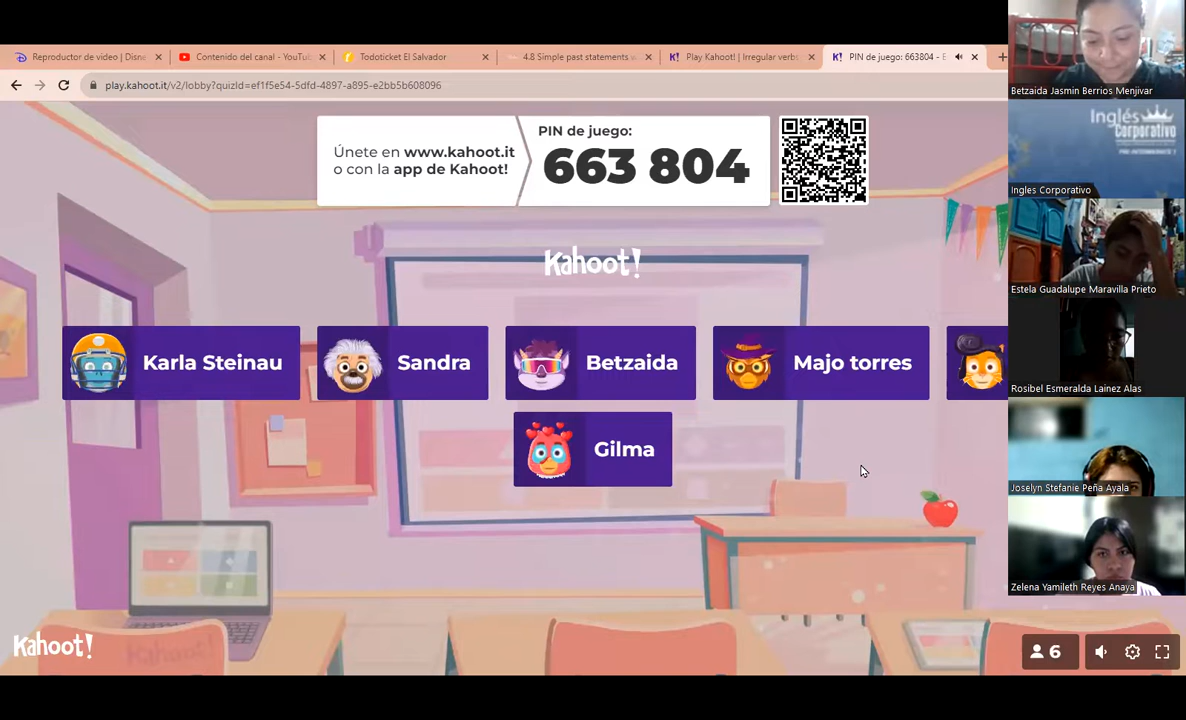 Reproductor de video | Disne
Contenido del canal - YouTu
Todoticket El Salvador
4.8 Simple past statements w
Play Kahoot! | Irregular verbs
PIN de juego: 663804 - E
play.kahoot.it/v2/lobby?quizId=ef1f5e54-5dfd-4897-a895-e2bb5b608096
Únete en www.kahoot.it
o con la app de Kahoot!
PIN de juego:
663 804
Kahoot!
Karla Steinau
Sandra
Betzaida
Majo torres
Gilma
Kahoot!
6
Betzaida Jasmin Berrios Menjivar
Inglés
Corporativo
Ingles Corporativo
Estela Guadalupe Maravilla Prieto
Rosibel Esmeralda Lainez Alas
Joselyn Stefanie Peña Ayala
Zelena Yamileth Reyes Anaya